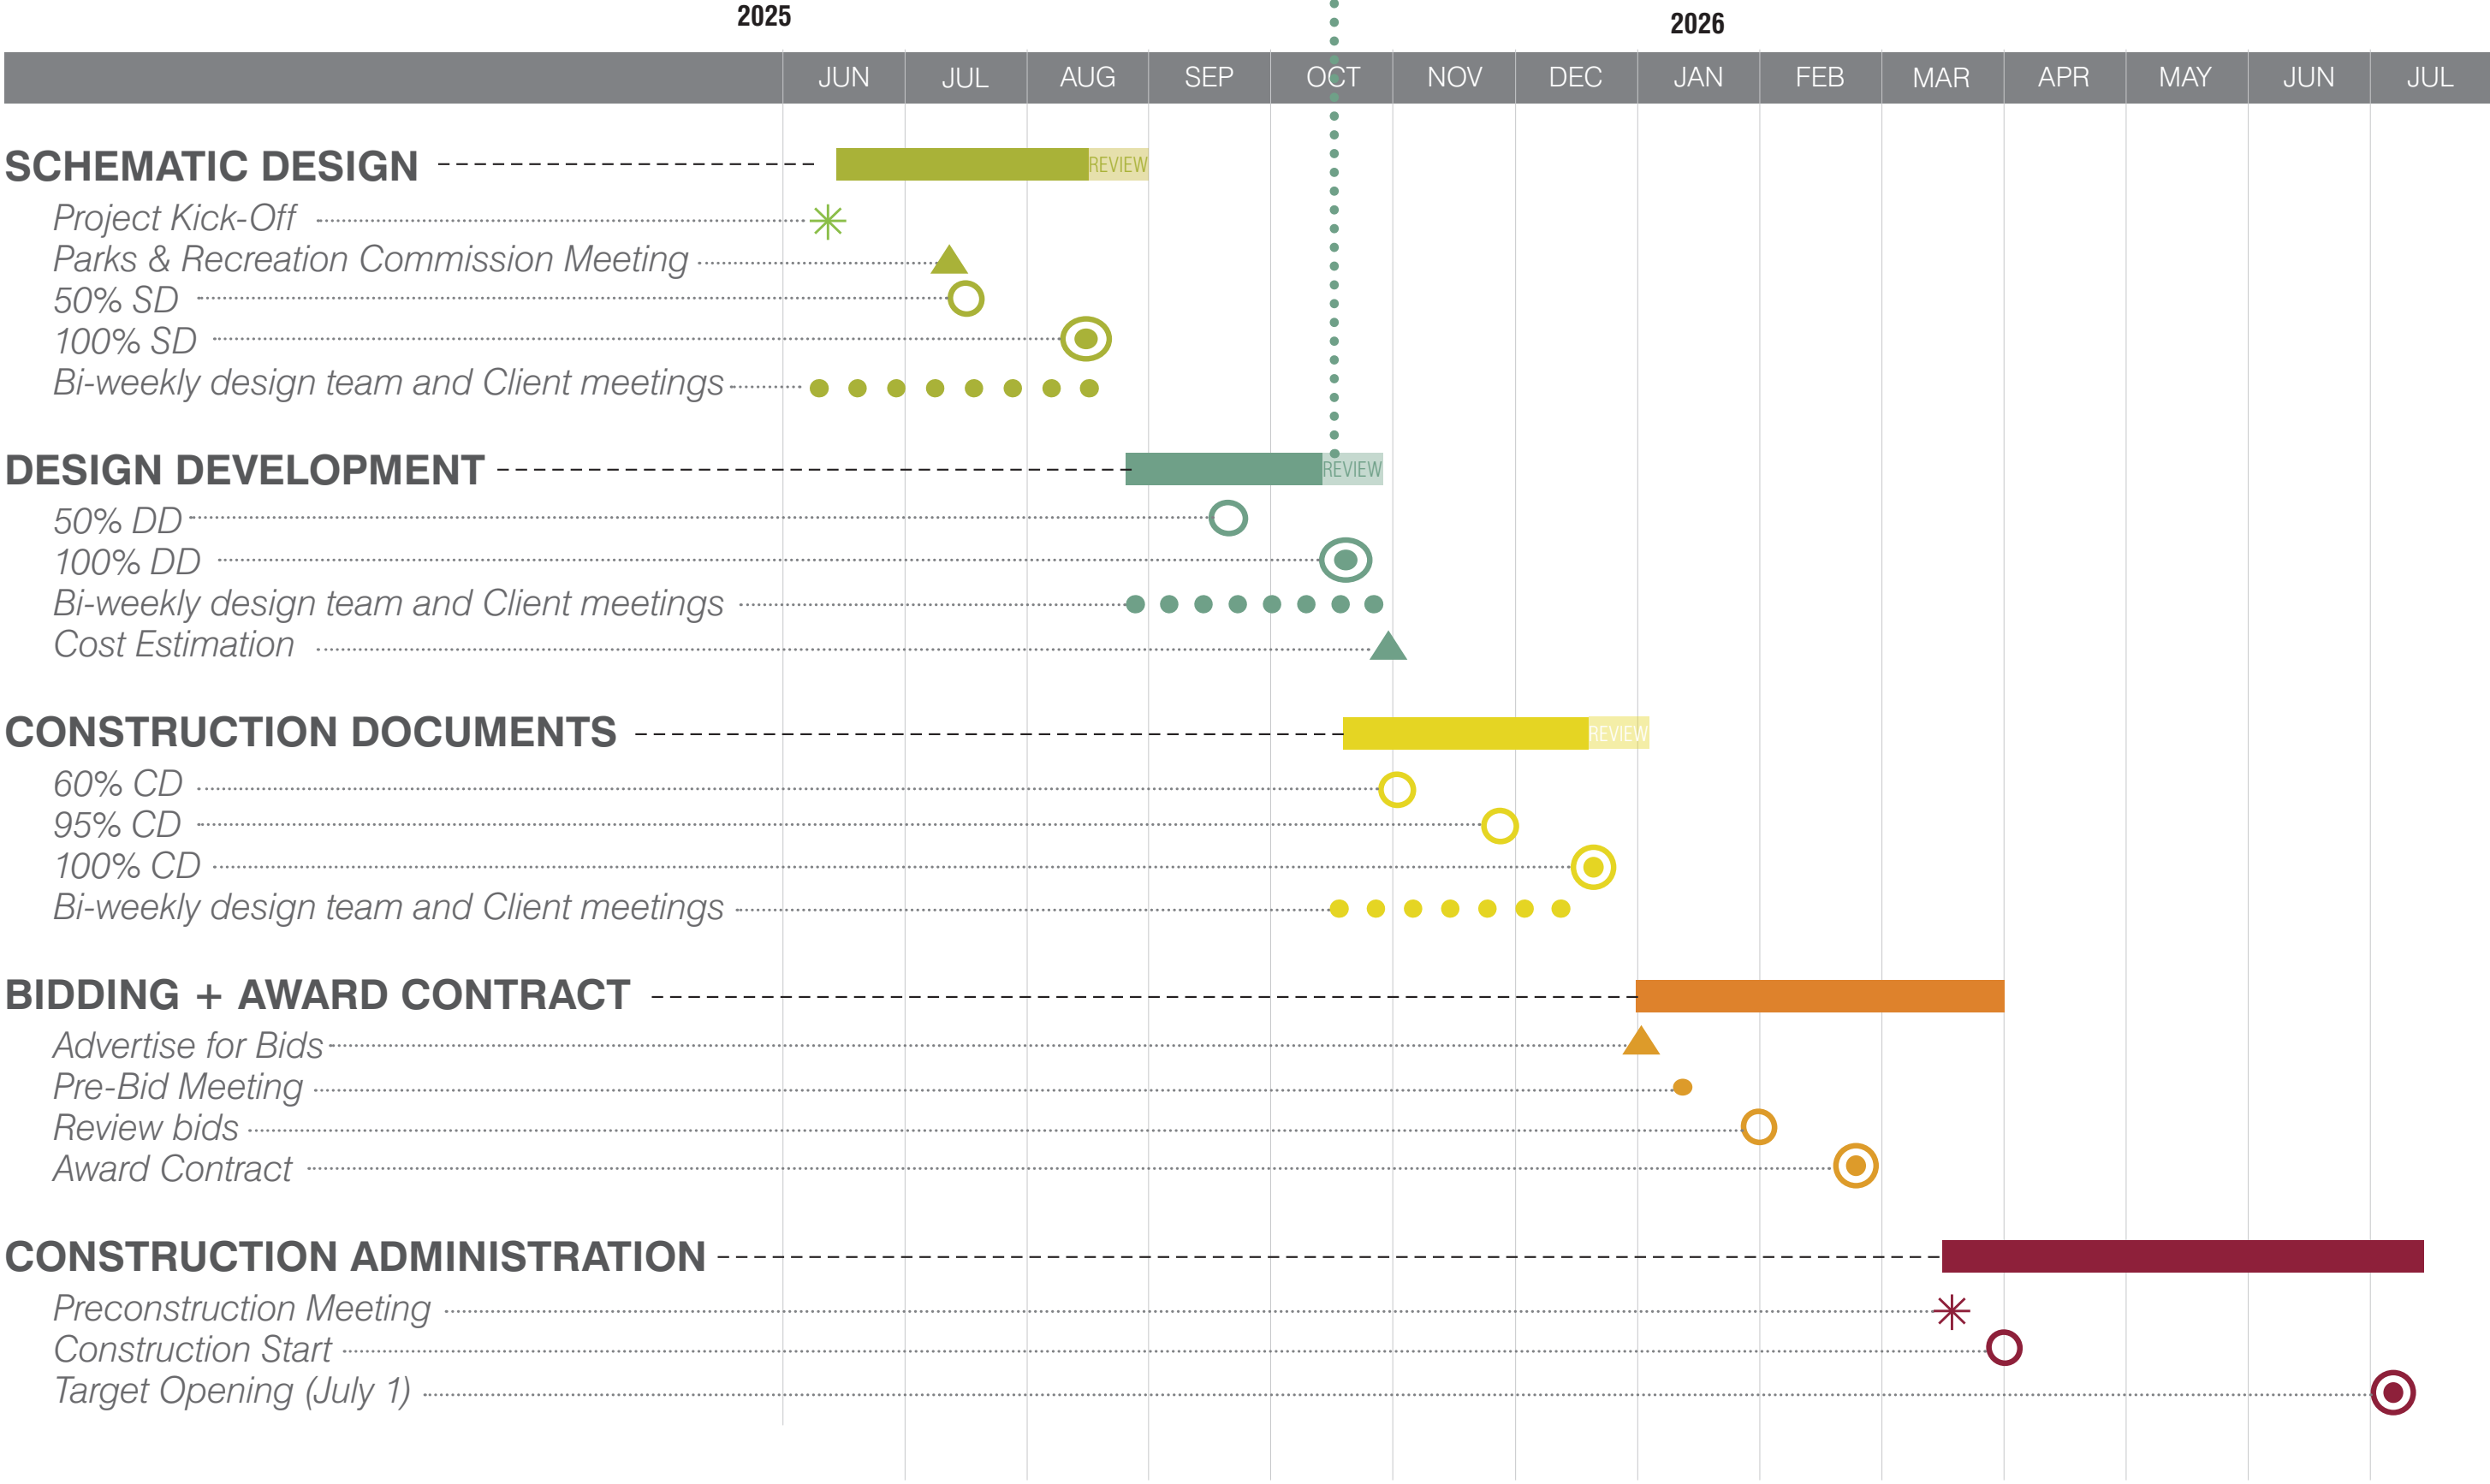 2025
2026
JUN JUL AUG SEP OCT NOV DEC JAN FEB MAR APR MAY JUN JUL
SCHEMATIC DESIGN REVIEW
Project Kick-Off
Parks & Recreation Commission Meeting
50% SD
100% SD
Bi-weekly design team and Client meetings
DESIGN DEVELOPMENT REVIEW
50% DD
100% DD
Bi-weekly design team and Client meetings
Cost Estimation
CONSTRUCTION DOCUMENTS REVIEW
60% CD
95% CD
100% CD
Bi-weekly design team and Client meetings
BIDDING + AWARD CONTRACT
Advertise for Bids
Pre-Bid Meeting
Review bids
Award Contract
CONSTRUCTION ADMINISTRATION
Preconstruction Meeting
Construction Start
Target Opening (July 1)